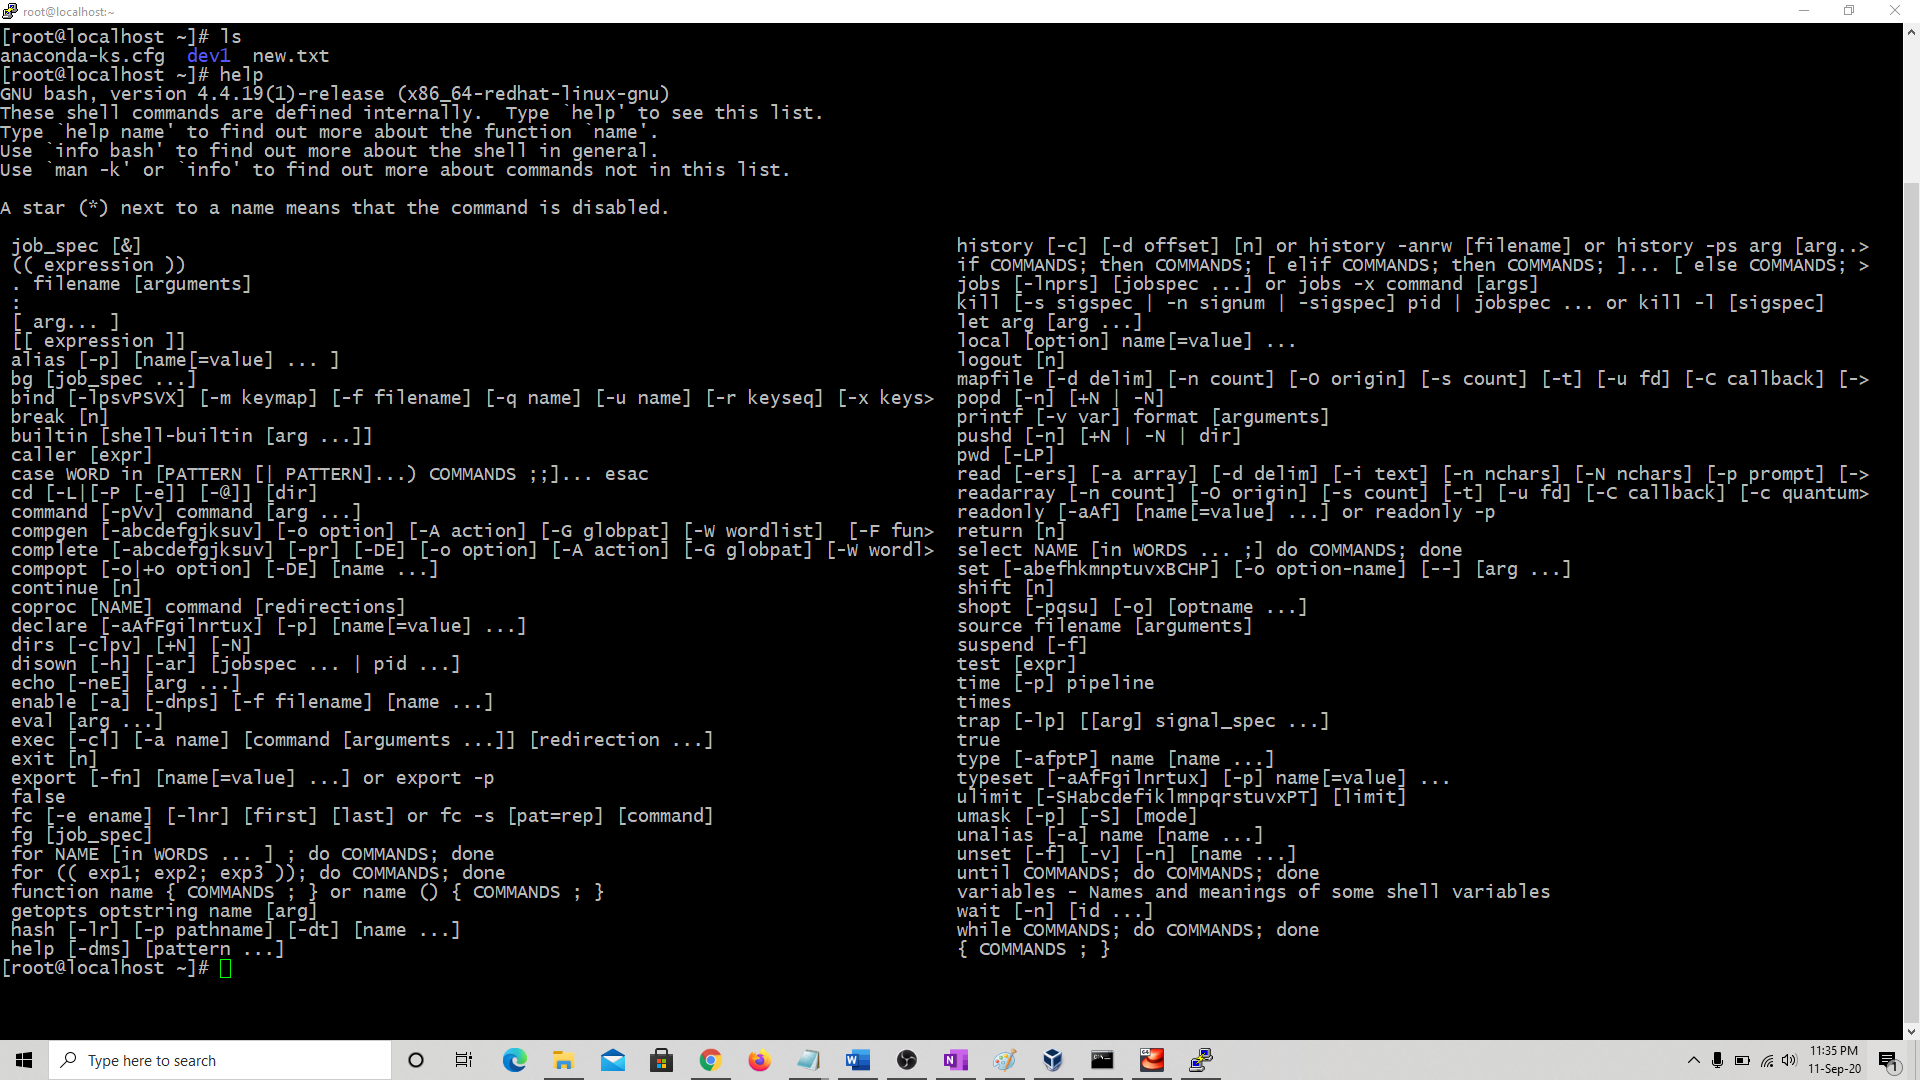 root@localhost:~
[root@localhost ~]# ls
anaconda-ks.cfg  dev1  new.txt
[root@localhost ~]# help
GNU bash, version 4.4.19(1)-release (x86_64-redhat-linux-gnu)
These shell commands are defined internally.  Type `help' to see this list.
Type `help name' to find out more about the function `name'.
Use `info bash' to find out more about the shell in general.
Use `man -k' or `info' to find out more about commands not in this list.
A star (*) next to a name means that the command is disabled.
job_spec [&]
(( expression ))
. filename [arguments]
:
[ arg... ]
[[ expression ]]
alias [-p] [name[=value] ... ]
bg [job_spec ...]
bind [-lpsvPSVX] [-m keymap] [-f filename] [-q name] [-u name] [-r keyseq] [-x keys>
break [n]
builtin [shell-builtin [arg ...]]
caller [expr]
case WORD in [PATTERN [| PATTERN]...) COMMANDS ;;]... esac
cd [-L|[-P [-e]] [-@]] [dir]
command [-pVv] command [arg ...]
compgen [-abcdefgjksuv] [-o option] [-A action] [-G globpat] [-W wordlist]  [-F fun>
complete [-abcdefgjksuv] [-pr] [-DE] [-o option] [-A action] [-G globpat] [-W wordl>
compopt [-o|+o option] [-DE] [name ...]
continue [n]
coproc [NAME] command [redirections]
declare [-aAfFgilnrtux] [-p] [name[=value] ...]
dirs [-clpv] [+N] [-N]
disown [-h] [-ar] [jobspec ... | pid ...]
echo [-neE] [arg ...]
enable [-a] [-dnps] [-f filename] [name ...]
eval [arg ...]
exec [-cl] [-a name] [command [arguments ...]] [redirection ...]
exit [n]
export [-fn] [name[=value] ...] or export -p
false
fc [-e ename] [-lnr] [first] [last] or fc -s [pat=rep] [command]
fg [job_spec]
for NAME [in WORDS ... ] ; do COMMANDS; done
for (( exp1; exp2; exp3 )); do COMMANDS; done
function name { COMMANDS ; } or name () { COMMANDS ; }
getopts optstring name [arg]
hash [-lr] [-p pathname] [-dt] [name ...]
help [-dms] [pattern ...]
history [-c] [-d offset] [n] or history -anrw [filename] or history -ps arg [arg..>
if COMMANDS; then COMMANDS; [ elif COMMANDS; then COMMANDS; ]... [ else COMMANDS; >
jobs [-lnprs] [jobspec ...] or jobs -x command [args]
kill [-s sigspec | -n signum | -sigspec] pid | jobspec ... or kill -l [sigspec]
let arg [arg ...]
local [option] name[=value] ...
logout [n]
mapfile [-d delim] [-n count] [-O origin] [-s count] [-t] [-u fd] [-C callback] [->
popd [-n] [+N | -N]
printf [-v var] format [arguments]
pushd [-n] [+N | -N | dir]
pwd [-LP]
read [-ers] [-a array] [-d delim] [-i text] [-n nchars] [-N nchars] [-p prompt] [->
readarray [-n count] [-O origin] [-s count] [-t] [-u fd] [-C callback] [-c quantum>
readonly [-aAf] [name[=value] ...] or readonly -p
return [n]
select NAME [in WORDS ... ;] do COMMANDS; done
set [-abefhkmnptuvxBCHP] [-o option-name] [--] [arg ...]
shift [n]
shopt [-pqsu] [-o] [optname ...]
source filename [arguments]
suspend [-f]
test [expr]
time [-p] pipeline
times
trap [-lp] [[arg] signal_spec ...]
true
type [-afptP] name [name ...]
typeset [-aAfFgilnrtux] [-p] name[=value] ...
ulimit [-SHabcdefiklmnpqrstuvxPT] [limit]
umask [-p] [-S] [mode]
unalias [-a] name [name ...]
unset [-f] [-v] [-n] [name ...]
until COMMANDS; do COMMANDS; done
variables - Names and meanings of some shell variables
wait [-n] [id ...]
while COMMANDS; do COMMANDS; done
{ COMMANDS ; }
[root@localhost ~]#
Type here to search
11:35 PM
11-Sep-20
1